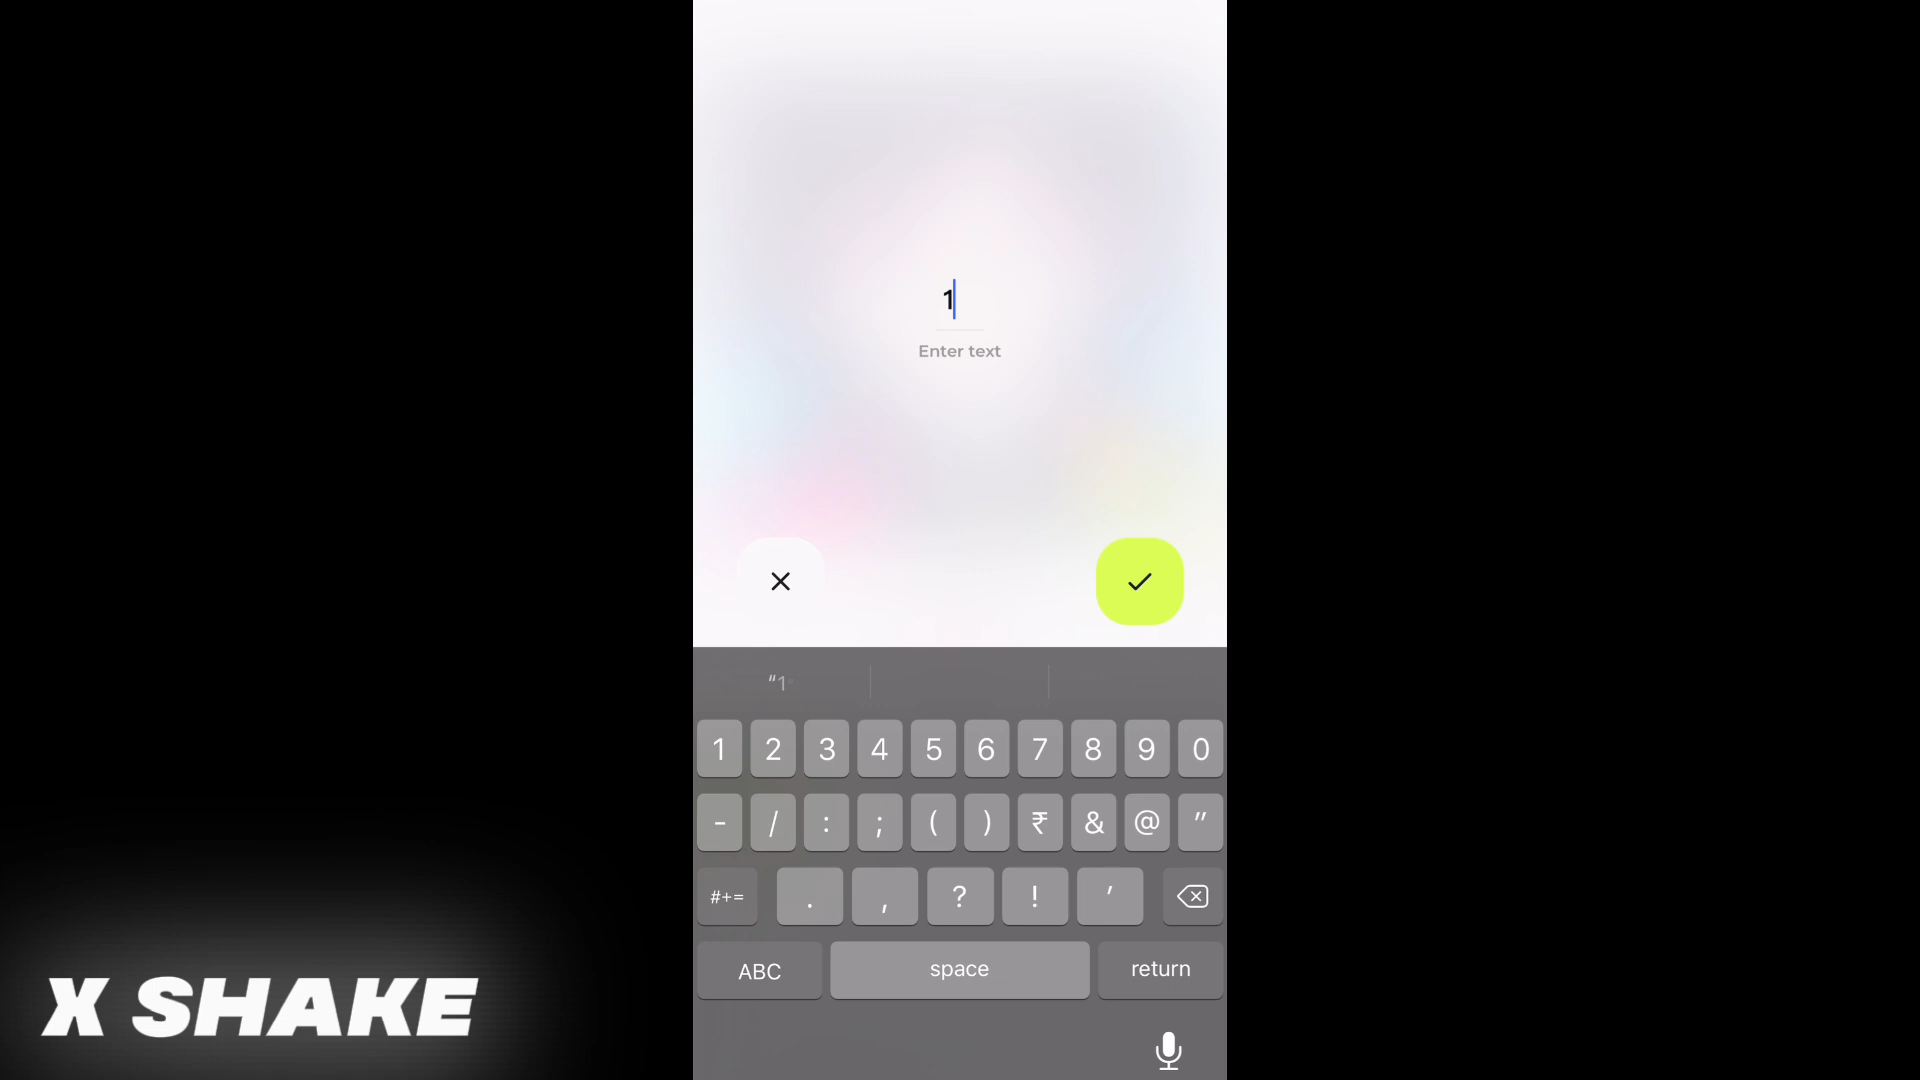 1
Enter text
“1
1 2 3 4 5 6 7 8 9 0
- / : ; ( ) ₹ & @ "
#+= . , ? ! '
ABC space return
X SHAKE